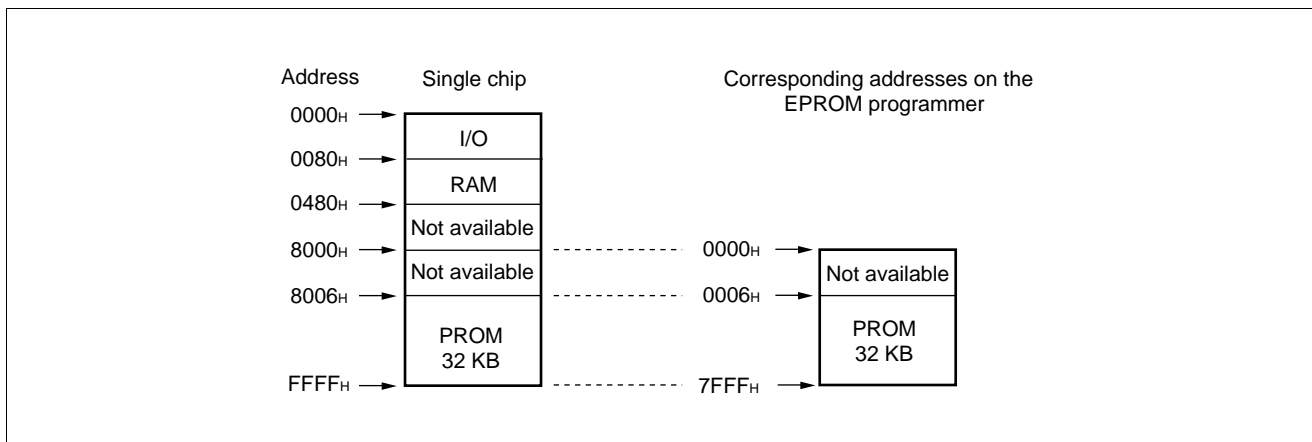 Address
Single chip
Corresponding addresses on the
EPROM programmer
0000H
I/O
0080H
RAM
0480H
Not available
8000H
0000H
Not available
Not available
8006H
0006H
PROM
32 KB
PROM
32 KB
FFFFH
7FFFH